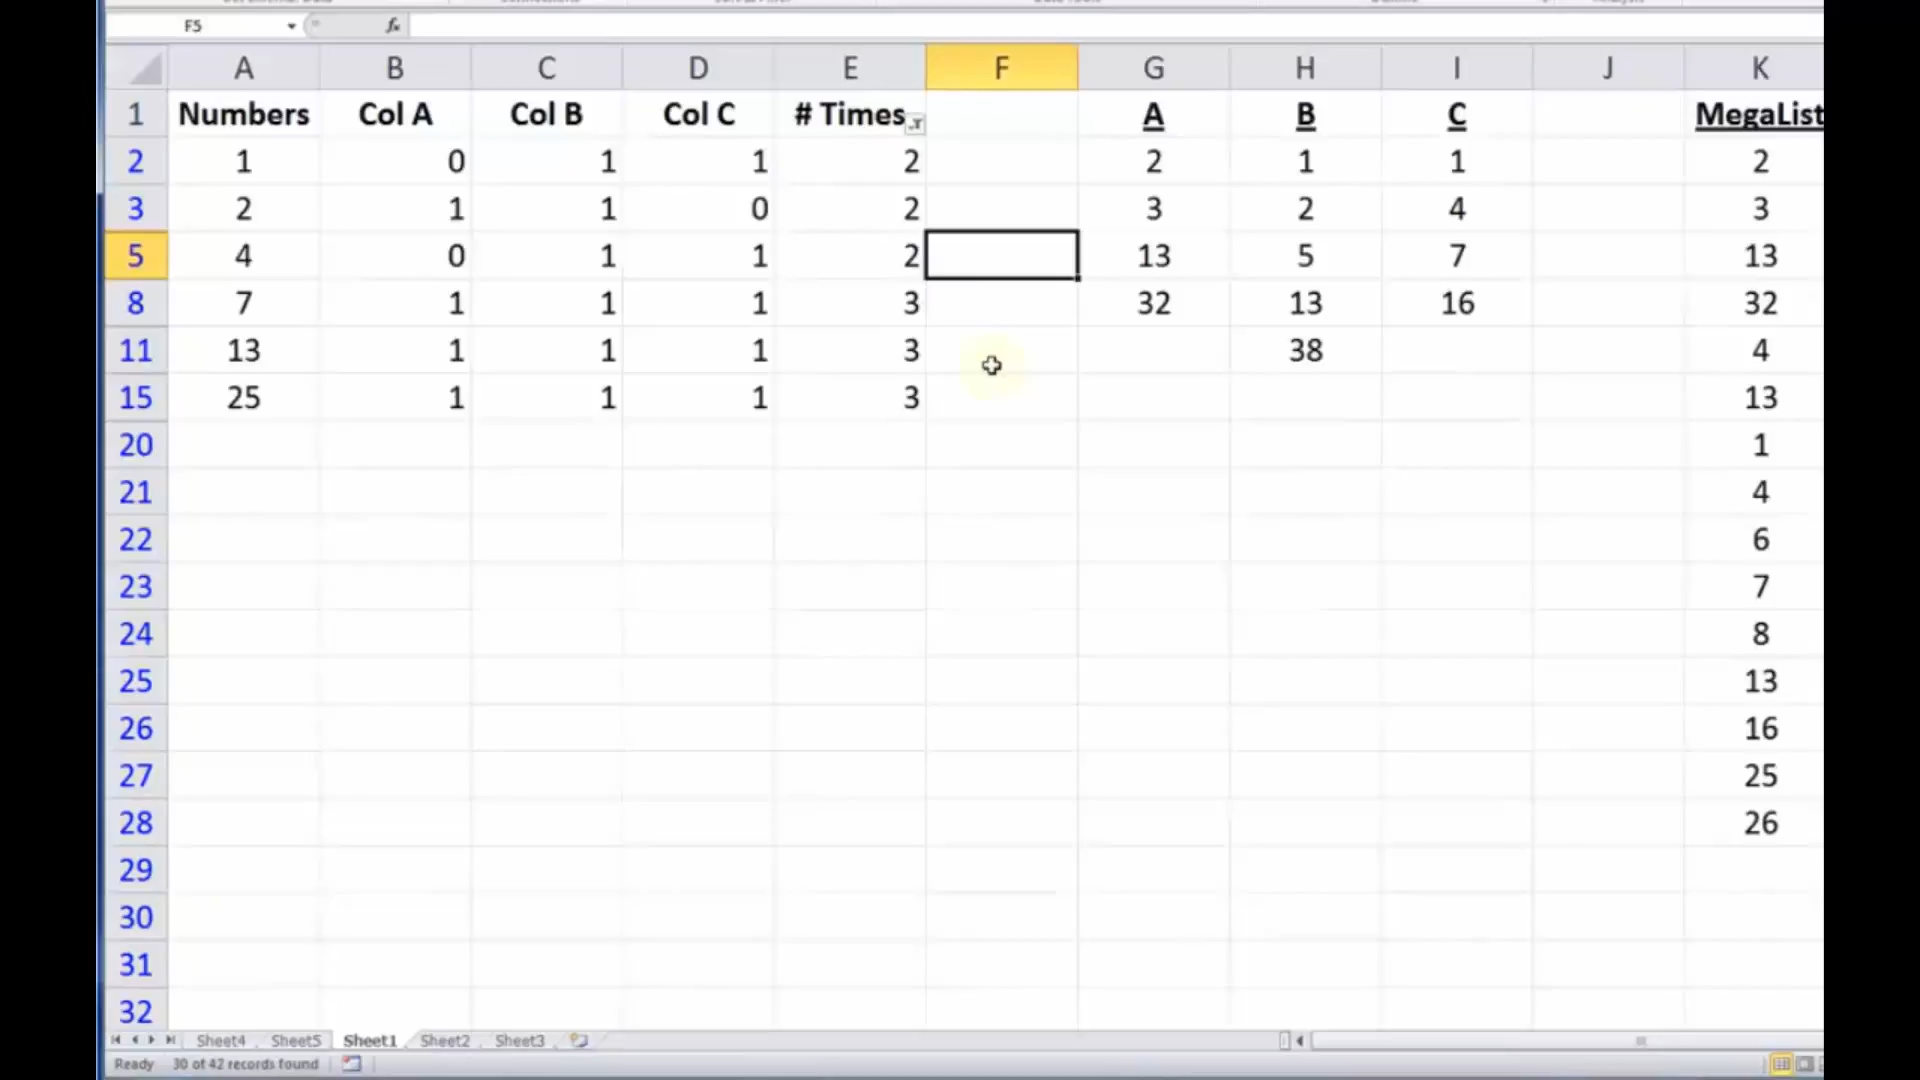 F5 fx
A B C D E F G H I J K
1 Numbers Col A Col B Col C # Times A B C MegaList
2 1 0 1 1 2 2 1 1 2
3 2 1 1 0 2 3 2 4 3
5 4 0 1 1 2 13 5 7 13
8 7 1 1 1 3 32 13 16 32
11 13 1 1 1 3 38 4
15 25 1 1 1 3 13
20 1
21 4
22 6
23 7
24 8
25 13
26 16
27 25
28 26
29
30
31
32
Sheet4 Sheet5 Sheet1 Sheet2 Sheet3
Ready 30 of 42 records found